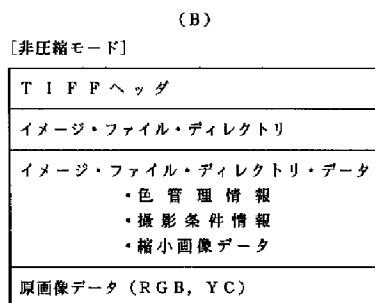 (B)
[非圧縮モード]
TIFFヘッダ
イメージ・ファイル・ディレクトリ
イメージ・ファイル・ディレクトリ・データ
・色管理情報
・撮影条件情報
・縮小画像データ
原画像データ(RGB, YC)